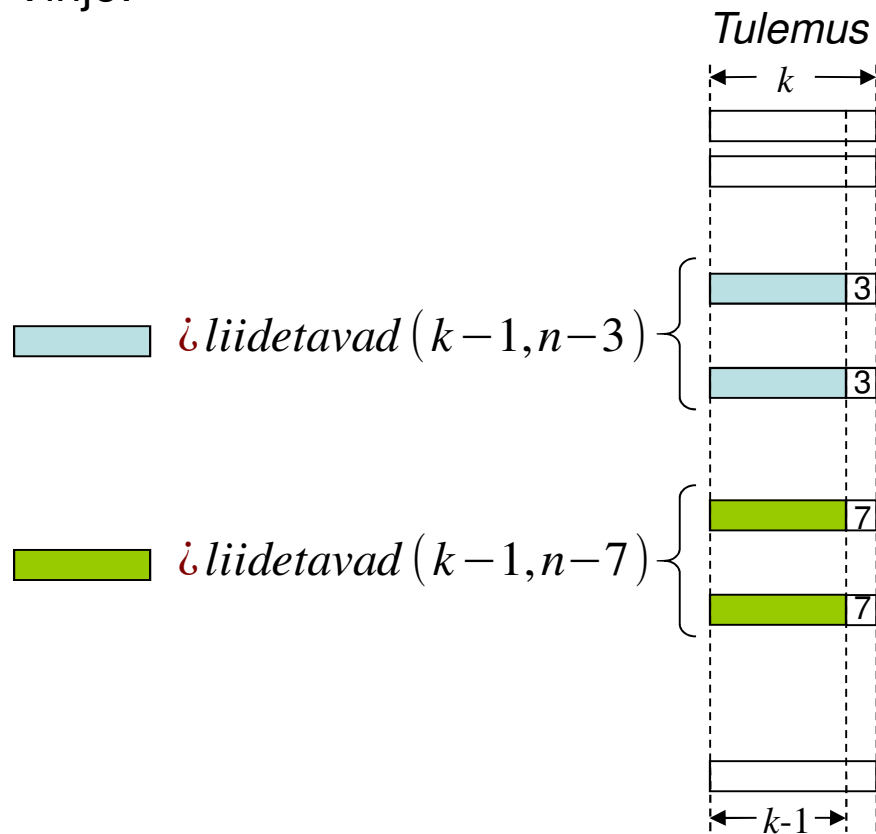 Tulemus
k
3
¿liidetavad(k−1,n−3)
3
7
¿liidetavad(k−1,n−7)
7
k-1